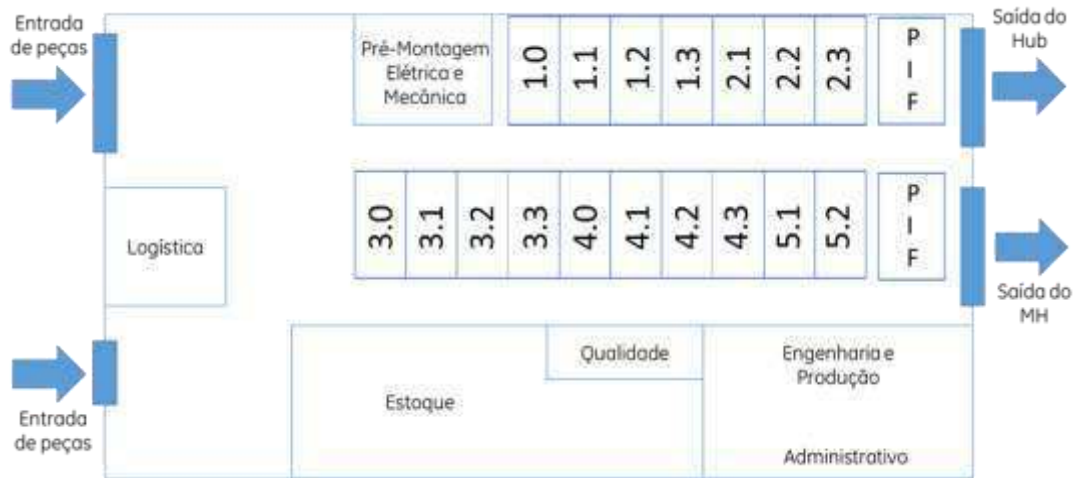 Entrada
de peças
Pré-Montagem
Elétrica e
Mecânica
1.0
1.1
1.2
1.3
2.1
2.2
2.3
P
I
F
Saída do
Hub
Logística
3.0
3.1
3.2
3.3
4.0
4.1
4.2
4.3
5.1
5.2
P
I
F
Saída do
MH
Entrada
de peças
Estoque
Qualidade
Engenharia e
Produção
Administrativo